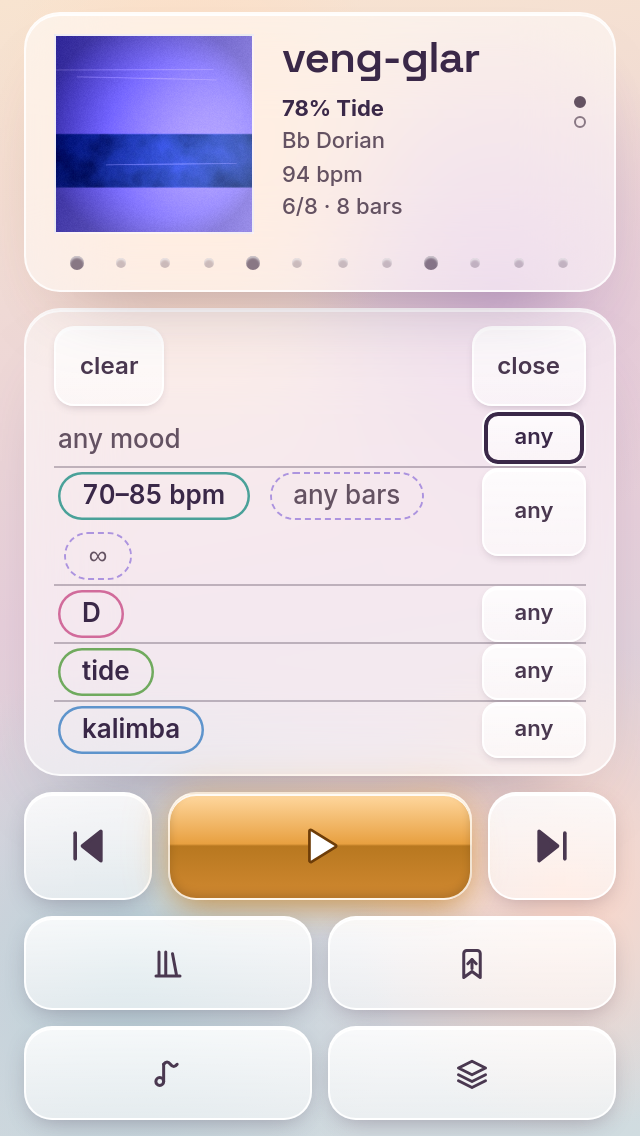 veng-glar
78% Tide
Bb Dorian
94 bpm
6/8 · 8 bars
clear
close
any mood
any
70–85 bpm
any bars
any
∞
D
any
tide
any
kalimba
any